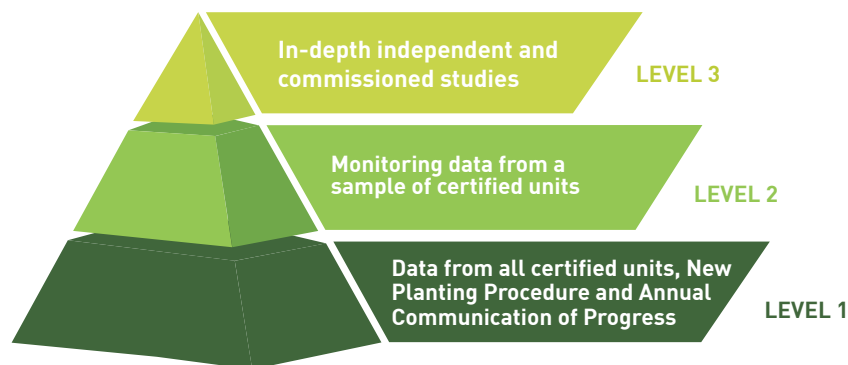 In-depth independent and
commissioned studies
LEVEL 3
Monitoring data from a
sample of certified units
LEVEL 2
Data from all certified units, New
Planting Procedure and Annual
Communication of Progress
LEVEL 1